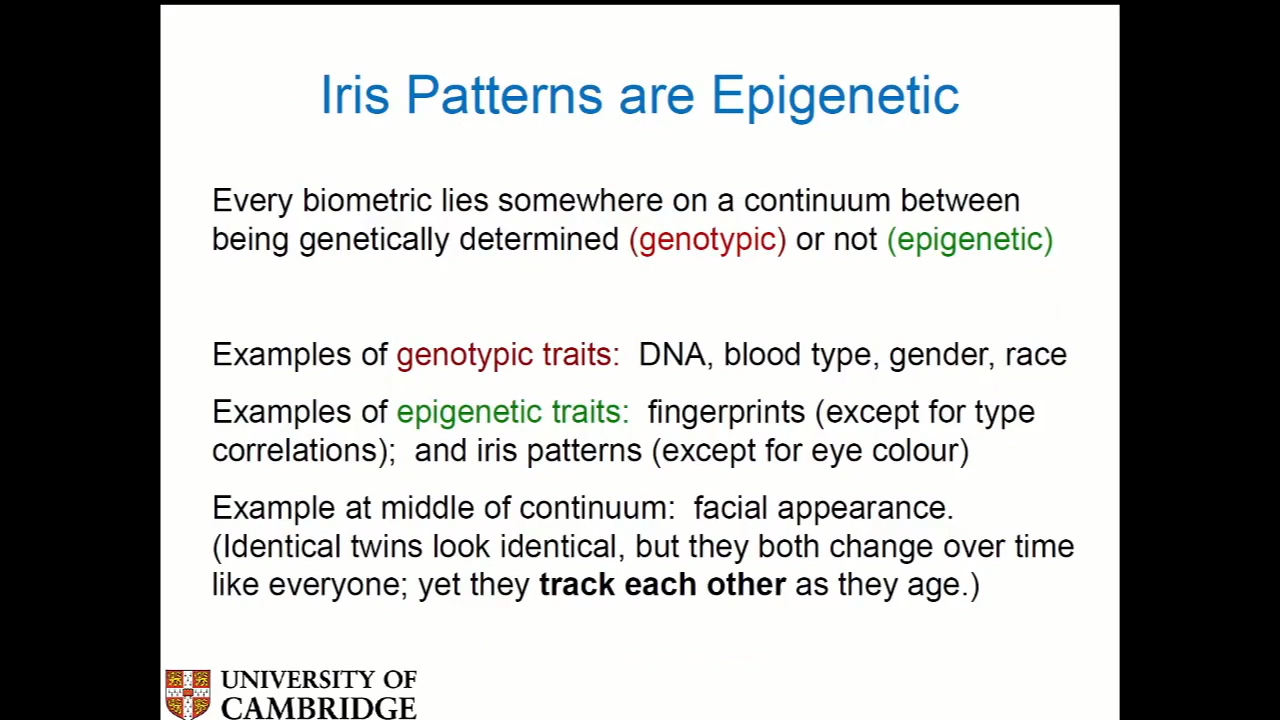 Iris Patterns are Epigenetic
Every biometric lies somewhere on a continuum between
being genetically determined (genotypic) or not (epigenetic)
Examples of genotypic traits: DNA, blood type, gender, race
Examples of epigenetic traits: fingerprints (except for type
correlations); and iris patterns (except for eye colour)
Example at middle of continuum: facial appearance.
(Identical twins look identical, but they both change over time
like everyone; yet they track each other as they age.)
UNIVERSITY OF
CAMBRIDGE